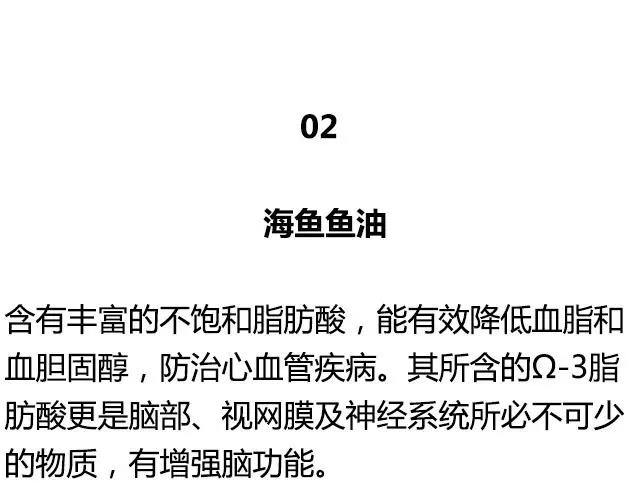 02
海鱼鱼油
含有丰富的不饱和脂肪酸，能有效降低血脂和
血胆固醇，防治心血管疾病。其所含的Ω-3脂
肪酸更是脑部、视网膜及神经系统所必不可少
的物质，有增强脑功能。